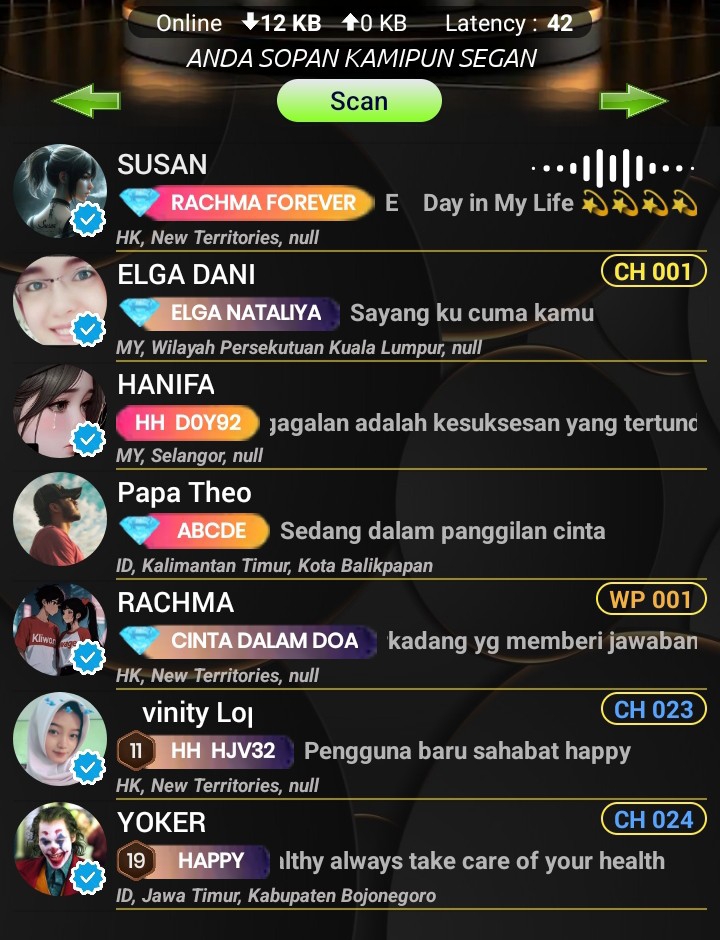 Online 12 KB 0 KB Latency : 42
ANDA SOPAN KAMIPUN SEGAN
Scan
SUSAN
RACHMA FOREVER E Day in My Life 💫💫💫💫
HK, New Territories, null
ELGA DANI CH 001
ELGA NATALIYA Sayang ku cuma kamu
MY, Wilayah Persekutuan Kuala Lumpur, null
HANIFA
HH D0Y92 gagalan adalah kesuksesan yang tertund
MY, Selangor, null
Papa Theo
ABCDE Sedang dalam panggilan cinta
ID, Kalimantan Timur, Kota Balikpapan
RACHMA WP 001
Kliwon
CINTA DALAM DOA kadang yg memberi jawaban
HK, New Territories, null
vinity Lo CH 023
11 HH HJV32 Pengguna baru sahabat happy
HK, New Territories, null
YOKER CH 024
19 HAPPY althy always take care of your health
ID, Jawa Timur, Kabupaten Bojonegoro